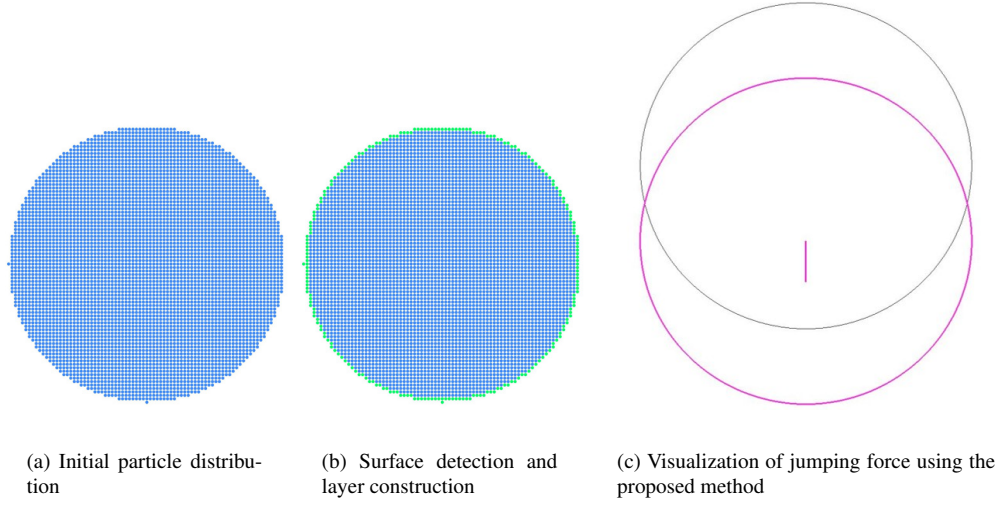 (a) Initial particle distribu-
tion
(b) Surface detection and
layer construction
(c) Visualization of jumping force using the
proposed method